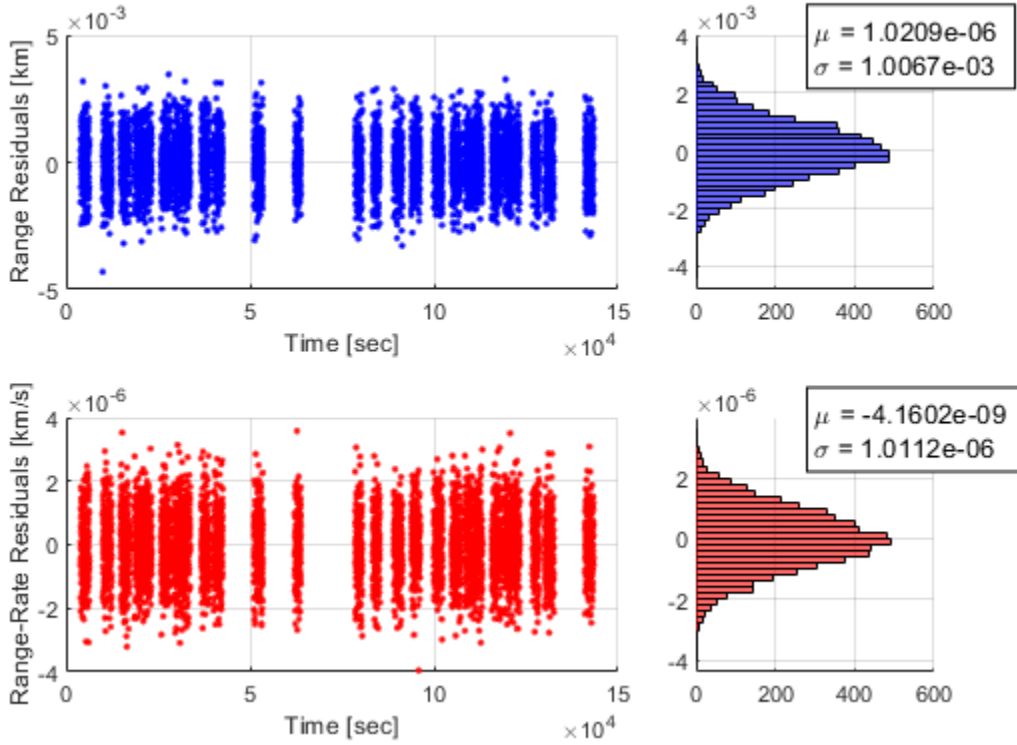 ×10⁻³
5
0
-5
Range Residuals [km]
0 5 10 15
Time [sec]
×10⁴
×10⁻³
4
2
0
-2
-4
0 200 400 600
μ = 1.0209e-06
σ = 1.0067e-03
×10⁻⁶
4
2
0
-2
-4
Range-Rate Residuals [km/s]
0 5 10 15
Time [sec]
×10⁴
×10⁻⁶
2
0
-2
-4
0 200 400 600
μ = -4.1602e-09
σ = 1.0112e-06